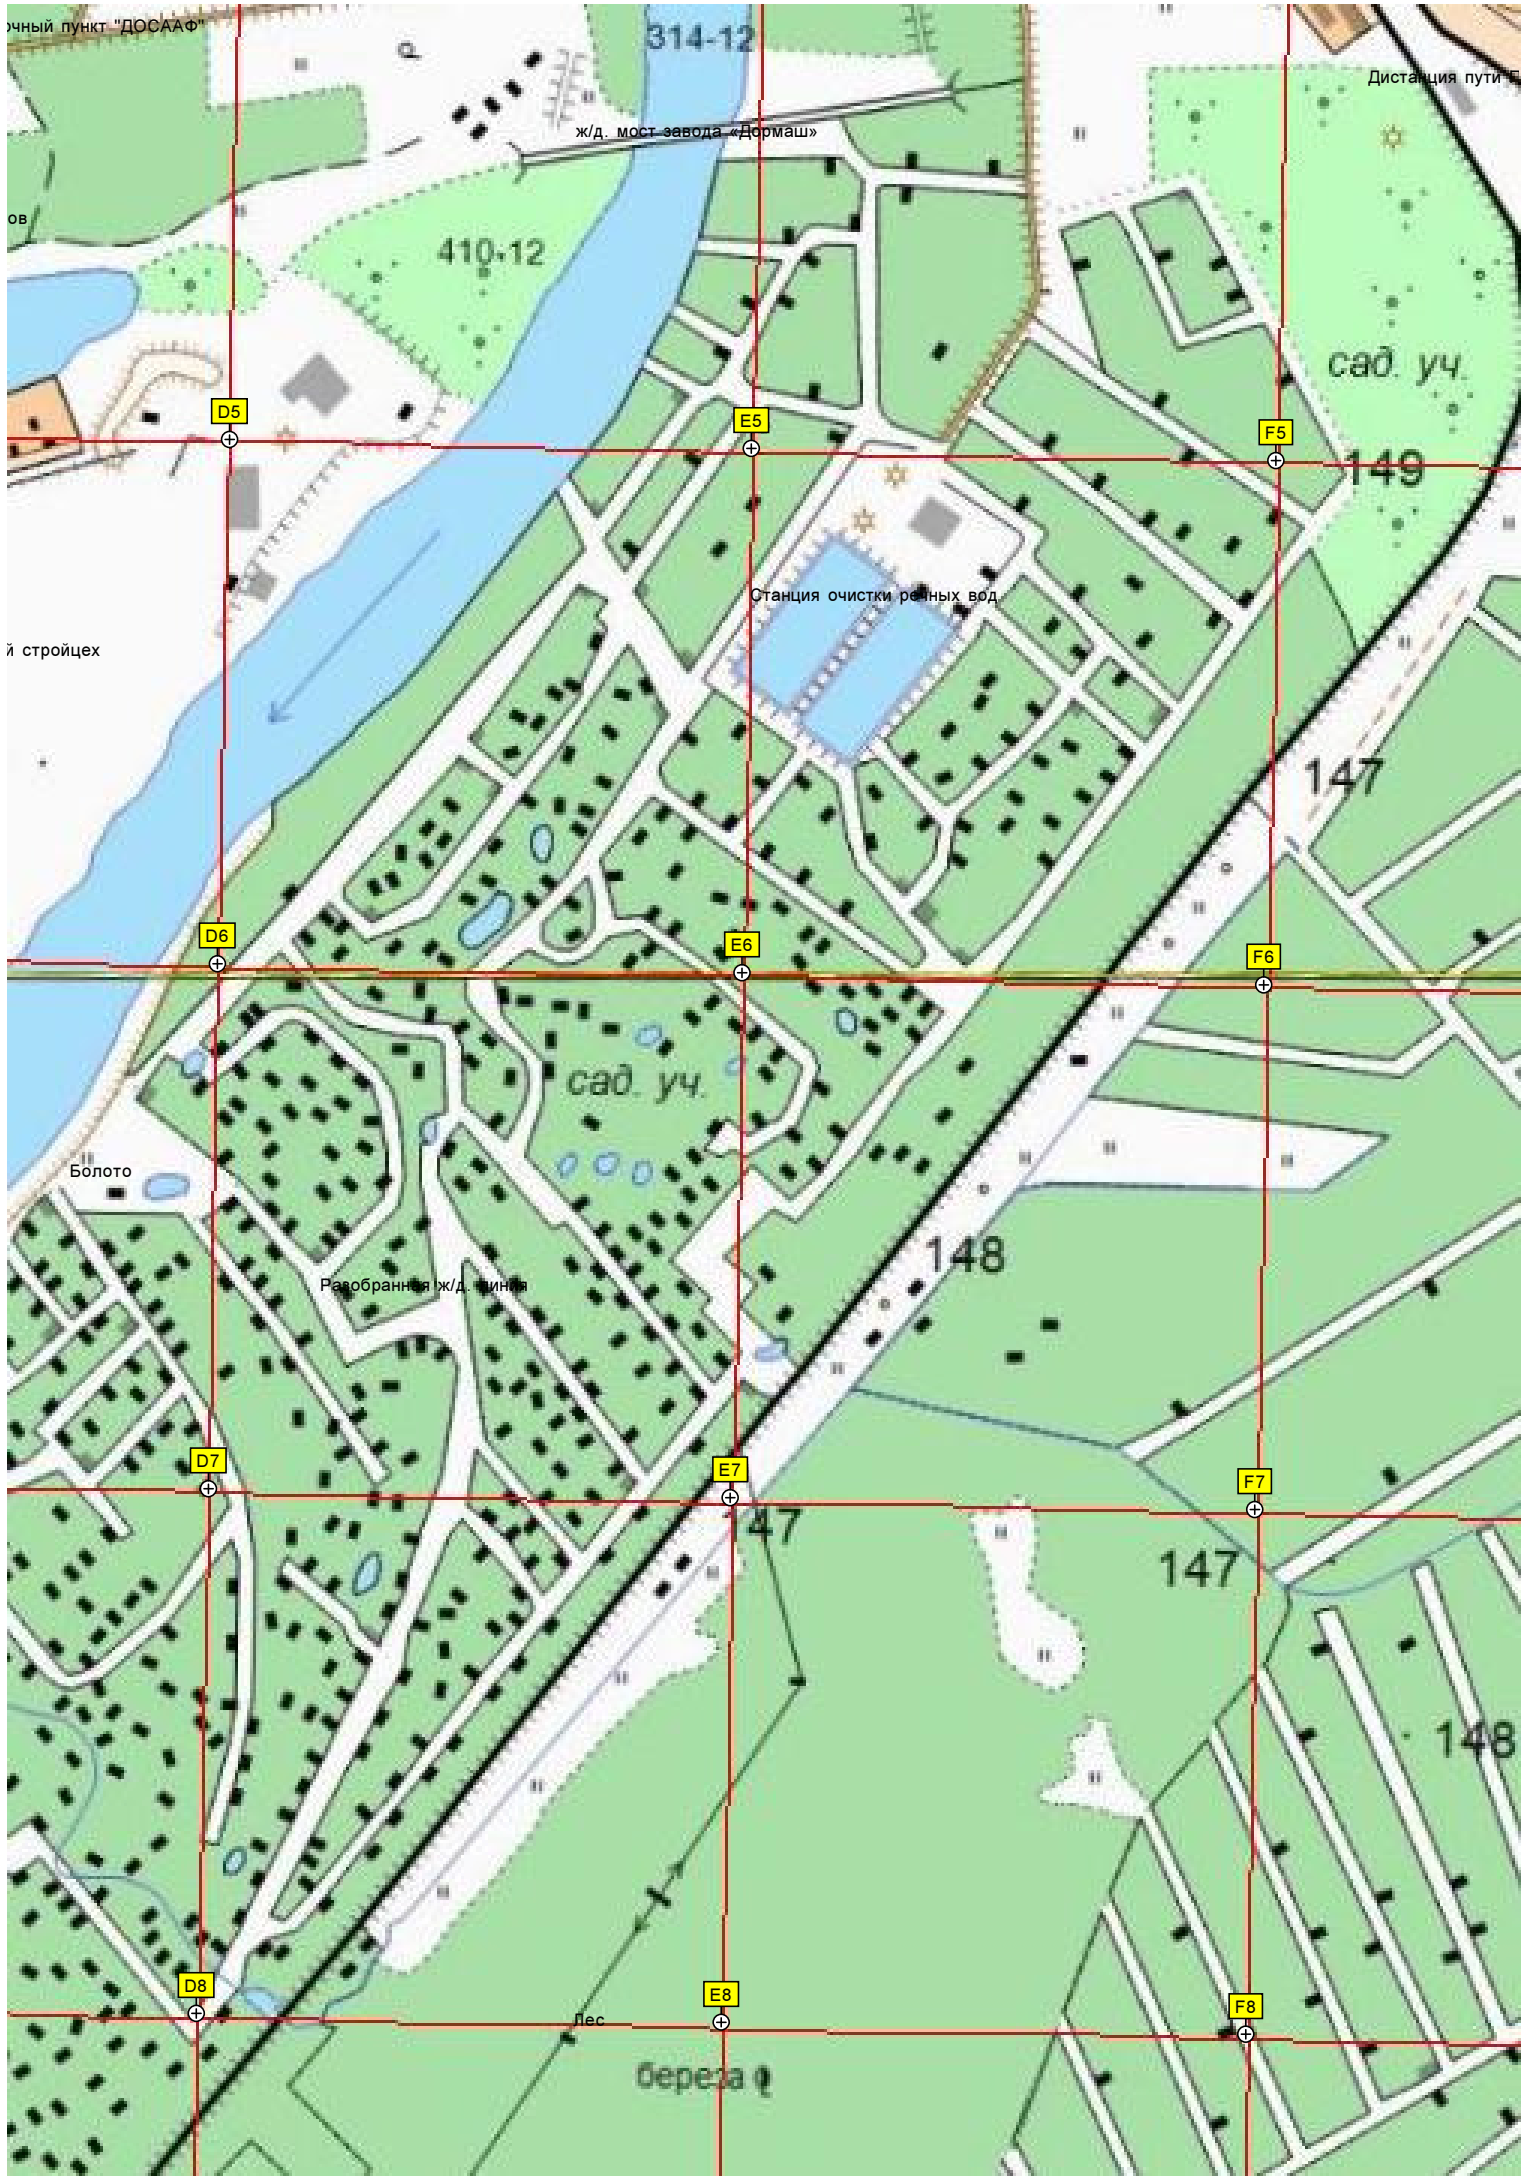 очный пункт "ДОСААФ"
314-12
Дистанция пути
ж/д. мост завода «Дормаш»
ов
410-12
сад. уч.
D5
E5
F5
149
Станция очистки речных вод
й стройцех
147
D6
E6
F6
сад. уч.
Болото
148
Разобранная ж/д. линия
D7
E7
F7
147
147
148
D8
E8
F8
Лес
береза